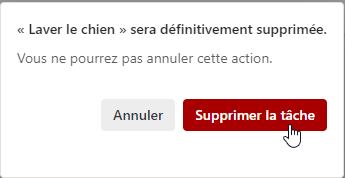 « Laver le chien » sera définitivement supprimée.
Vous ne pourrez pas annuler cette action.
Annuler
Supprimer la tâche